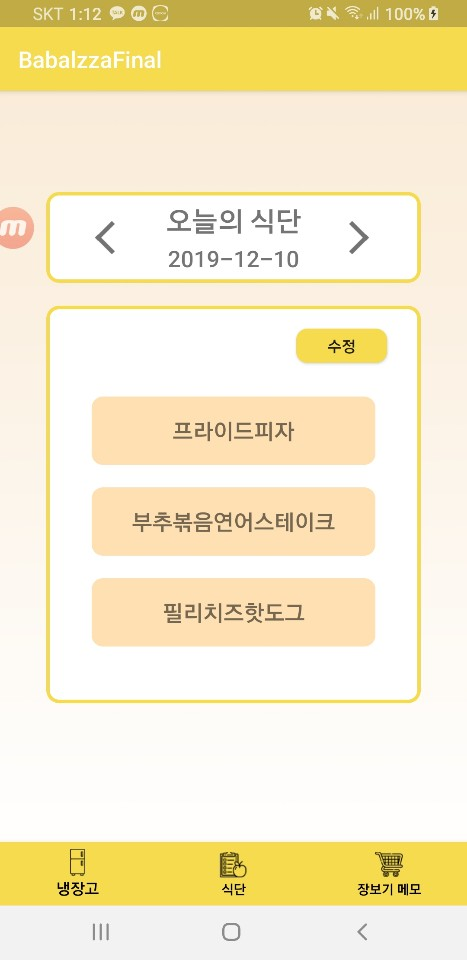 SKT 1:12 100%
BabalzzaFinal
오늘의 식단
2019-12-10
수정
프라이드피자
부추볶음연어스테이크
필리치즈핫도그
냉장고 식단 장보기 메모